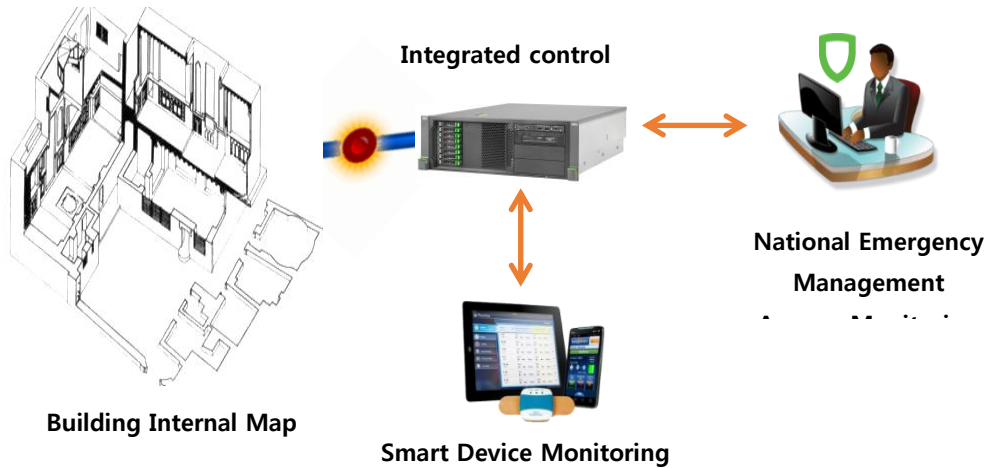 Integrated control
National Emergency
Management
Building Internal Map
Smart Device Monitoring